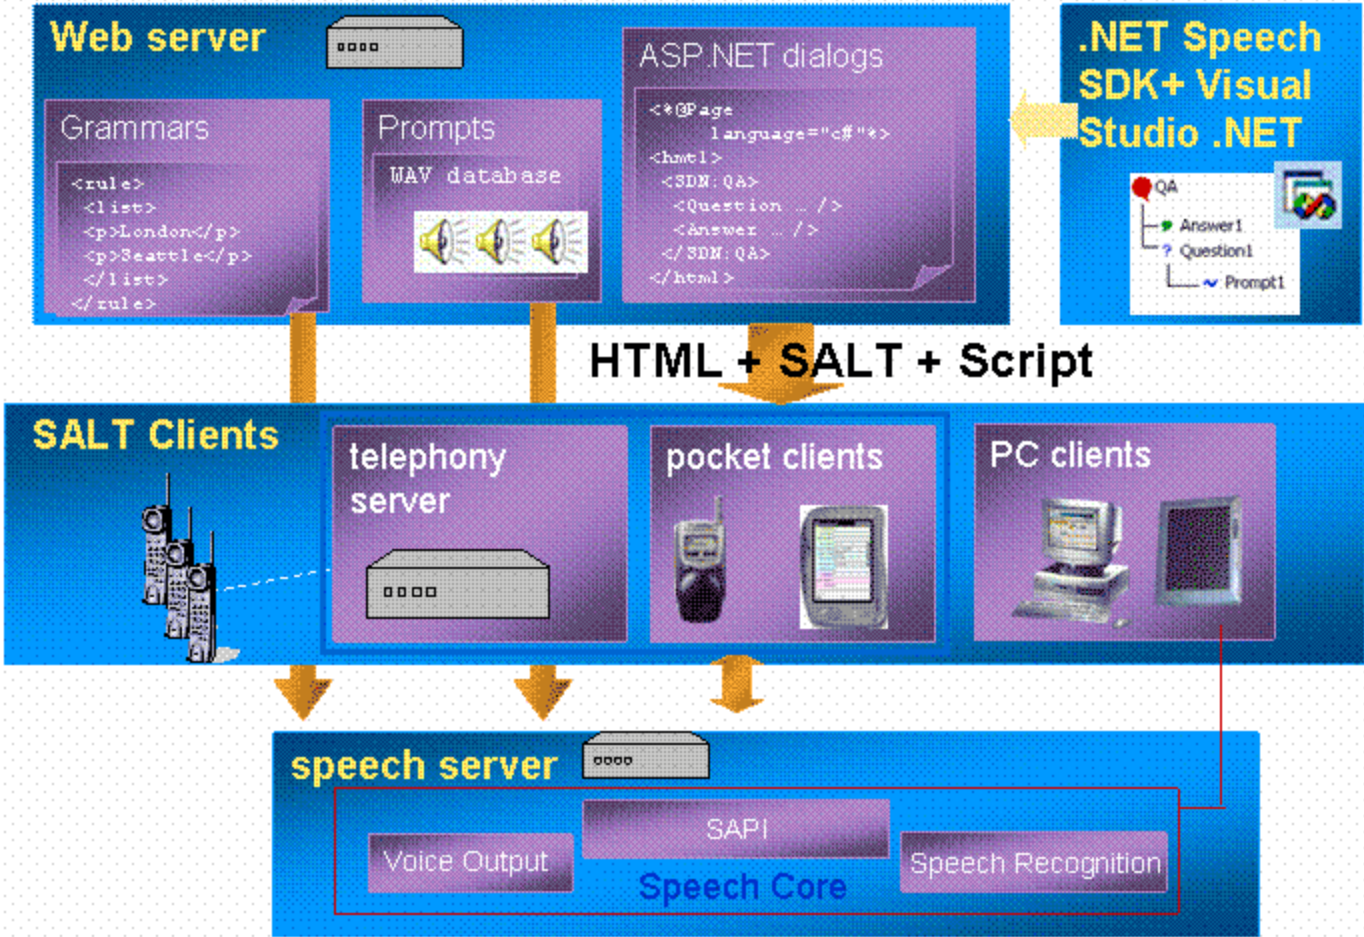 Web server
Grammars
<rule>
<list>
<p>London</p>
<p>Seattle</p>
</list>
</rule>
Prompts
WAV database
ASP.NET dialogs
<*@Page
language="c#"*>
<hmtl>
<SDN:QA>
<Question … />
<Answer … />
</SDN:QA>
</html>
.NET Speech
SDK+ Visual
Studio .NET
QA
Answer1
? Question1
Prompt1
HTML + SALT + Script
SALT Clients
telephony
server
pocket clients
PC clients
speech server
Voice Output
SAPI
Speech Recognition
Speech Core